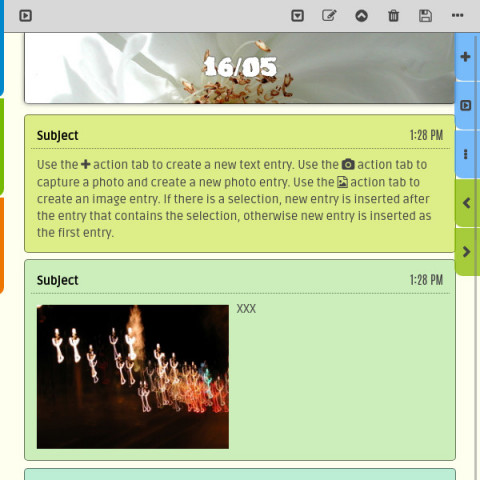 16/05
Subject 1:28 PM
Use the action tab to create a new text entry. Use the action tab to
capture a photo and create a new photo entry. Use the action tab to
create an image entry. If there is a selection, new entry is inserted after
the entry that contains the selection, otherwise new entry is inserted as
the first entry.
Subject 1:28 PM
XXX